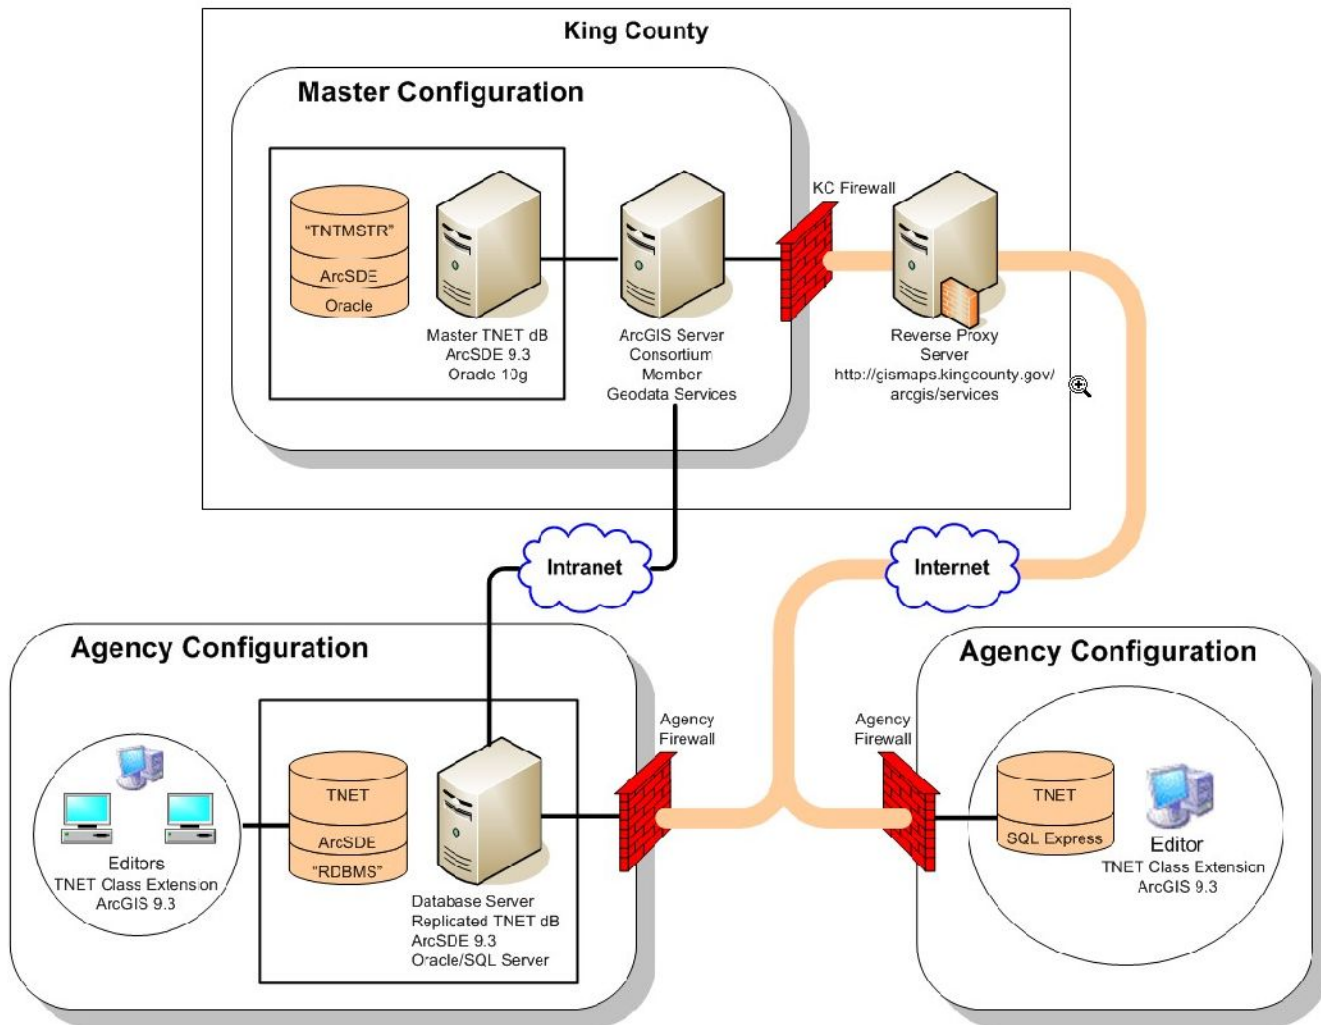 King County
Master Configuration
KC Firewall
"TNTMSTR"
ArcSDE
Oracle
Master TNET dB
ArcSDE 9.3
Oracle 10g
ArcGIS Server
Consortium
Member
Geodata Services
Reverse Proxy
Server
http://gismaps.kingcounty.gov/
arcgis/services
Intranet
Internet
Agency Configuration
Agency
Firewall
TNET
ArcSDE
"RDBMS"
Editors
TNET Class Extension
ArcGIS 9.3
Database Server
Replicated TNET dB
ArcSDE 9.3
Oracle/SQL Server
Agency Configuration
Agency
Firewall
TNET
SQL Express
Editor
TNET Class Extension
ArcGIS 9.3